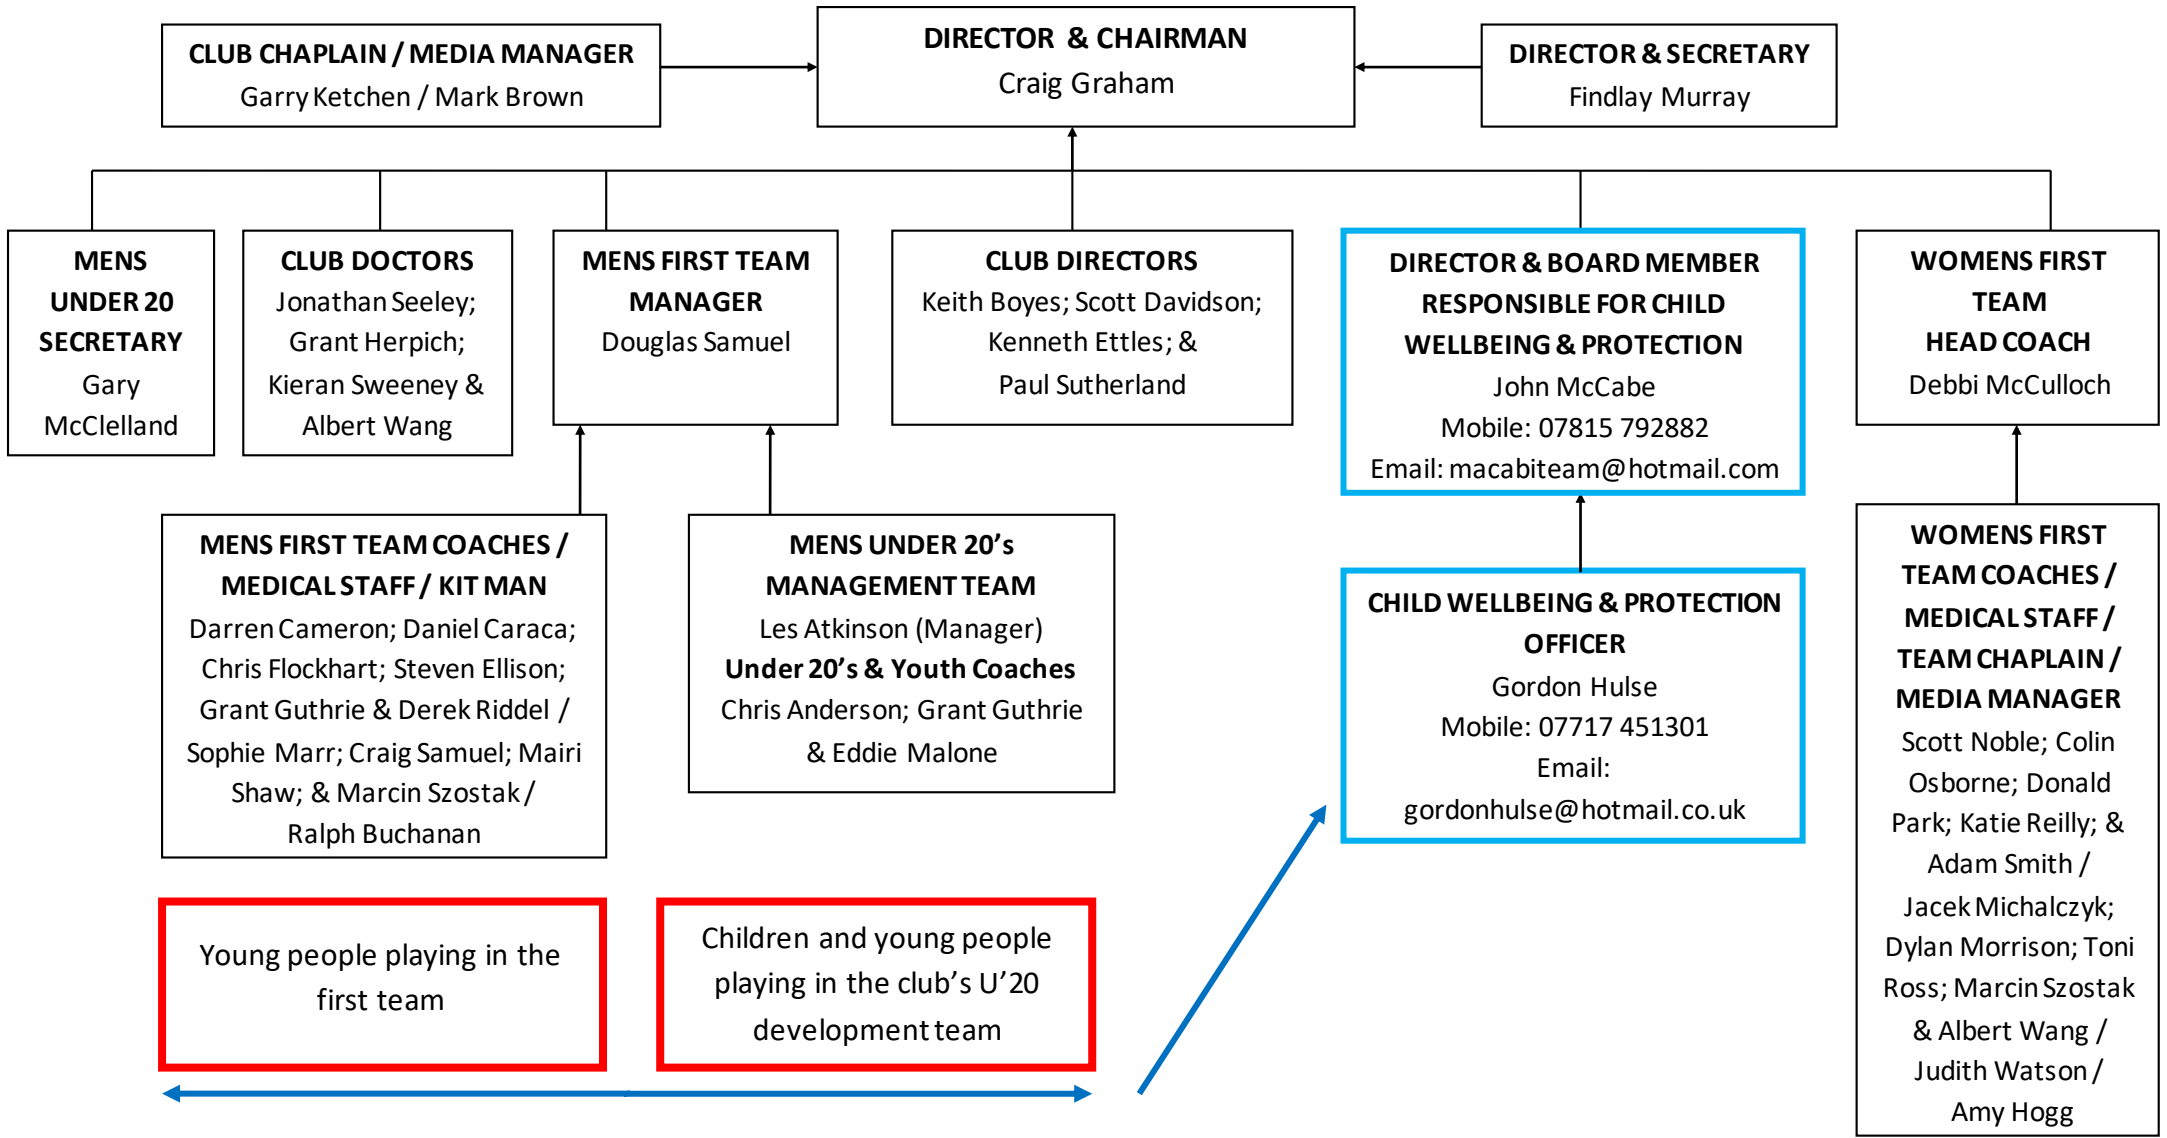 CLUB CHAPLAIN / MEDIA MANAGER
Garry Ketchen / Mark Brown
DIRECTOR & CHAIRMAN
Craig Graham
DIRECTOR & SECRETARY
Findlay Murray
MENS
UNDER 20
SECRETARY
Gary
McClelland
CLUB DOCTORS
Jonathan Seeley;
Grant Herpich;
Kieran Sweeney &
Albert Wang
MENS FIRST TEAM
MANAGER
Douglas Samuel
CLUB DIRECTORS
Keith Boyes; Scott Davidson;
Kenneth Ettles; &
Paul Sutherland
DIRECTOR & BOARD MEMBER
RESPONSIBLE FOR CHILD
WELLBEING & PROTECTION
John McCabe
Mobile: 07815 792882
Email: macabiteam@hotmail.com
WOMENS FIRST
TEAM
HEAD COACH
Debbi McCulloch
MENS FIRST TEAM COACHES /
MEDICAL STAFF / KIT MAN
Darren Cameron; Daniel Caraca;
Chris Flockhart; Steven Ellison;
Grant Guthrie & Derek Riddel /
Sophie Marr; Craig Samuel; Mairi
Shaw; & Marcin Szostak /
Ralph Buchanan
MENS UNDER 20’s
MANAGEMENT TEAM
Les Atkinson (Manager)
Under 20’s & Youth Coaches
Chris Anderson; Grant Guthrie
& Eddie Malone
CHILD WELLBEING & PROTECTION
OFFICER
Gordon Hulse
Mobile: 07717 451301
Email:
gordonhulse@hotmail.co.uk
WOMENS FIRST
TEAM COACHES /
MEDICAL STAFF /
TEAM CHAPLAIN /
MEDIA MANAGER
Scott Noble; Colin
Osborne; Donald
Park; Katie Reilly; &
Adam Smith /
Jacek Michalczyk;
Dylan Morrison; Toni
Ross; Marcin Szostak
& Albert Wang /
Judith Watson /
Amy Hogg
Young people playing in the
first team
Children and young people
playing in the club’s U’20
development team